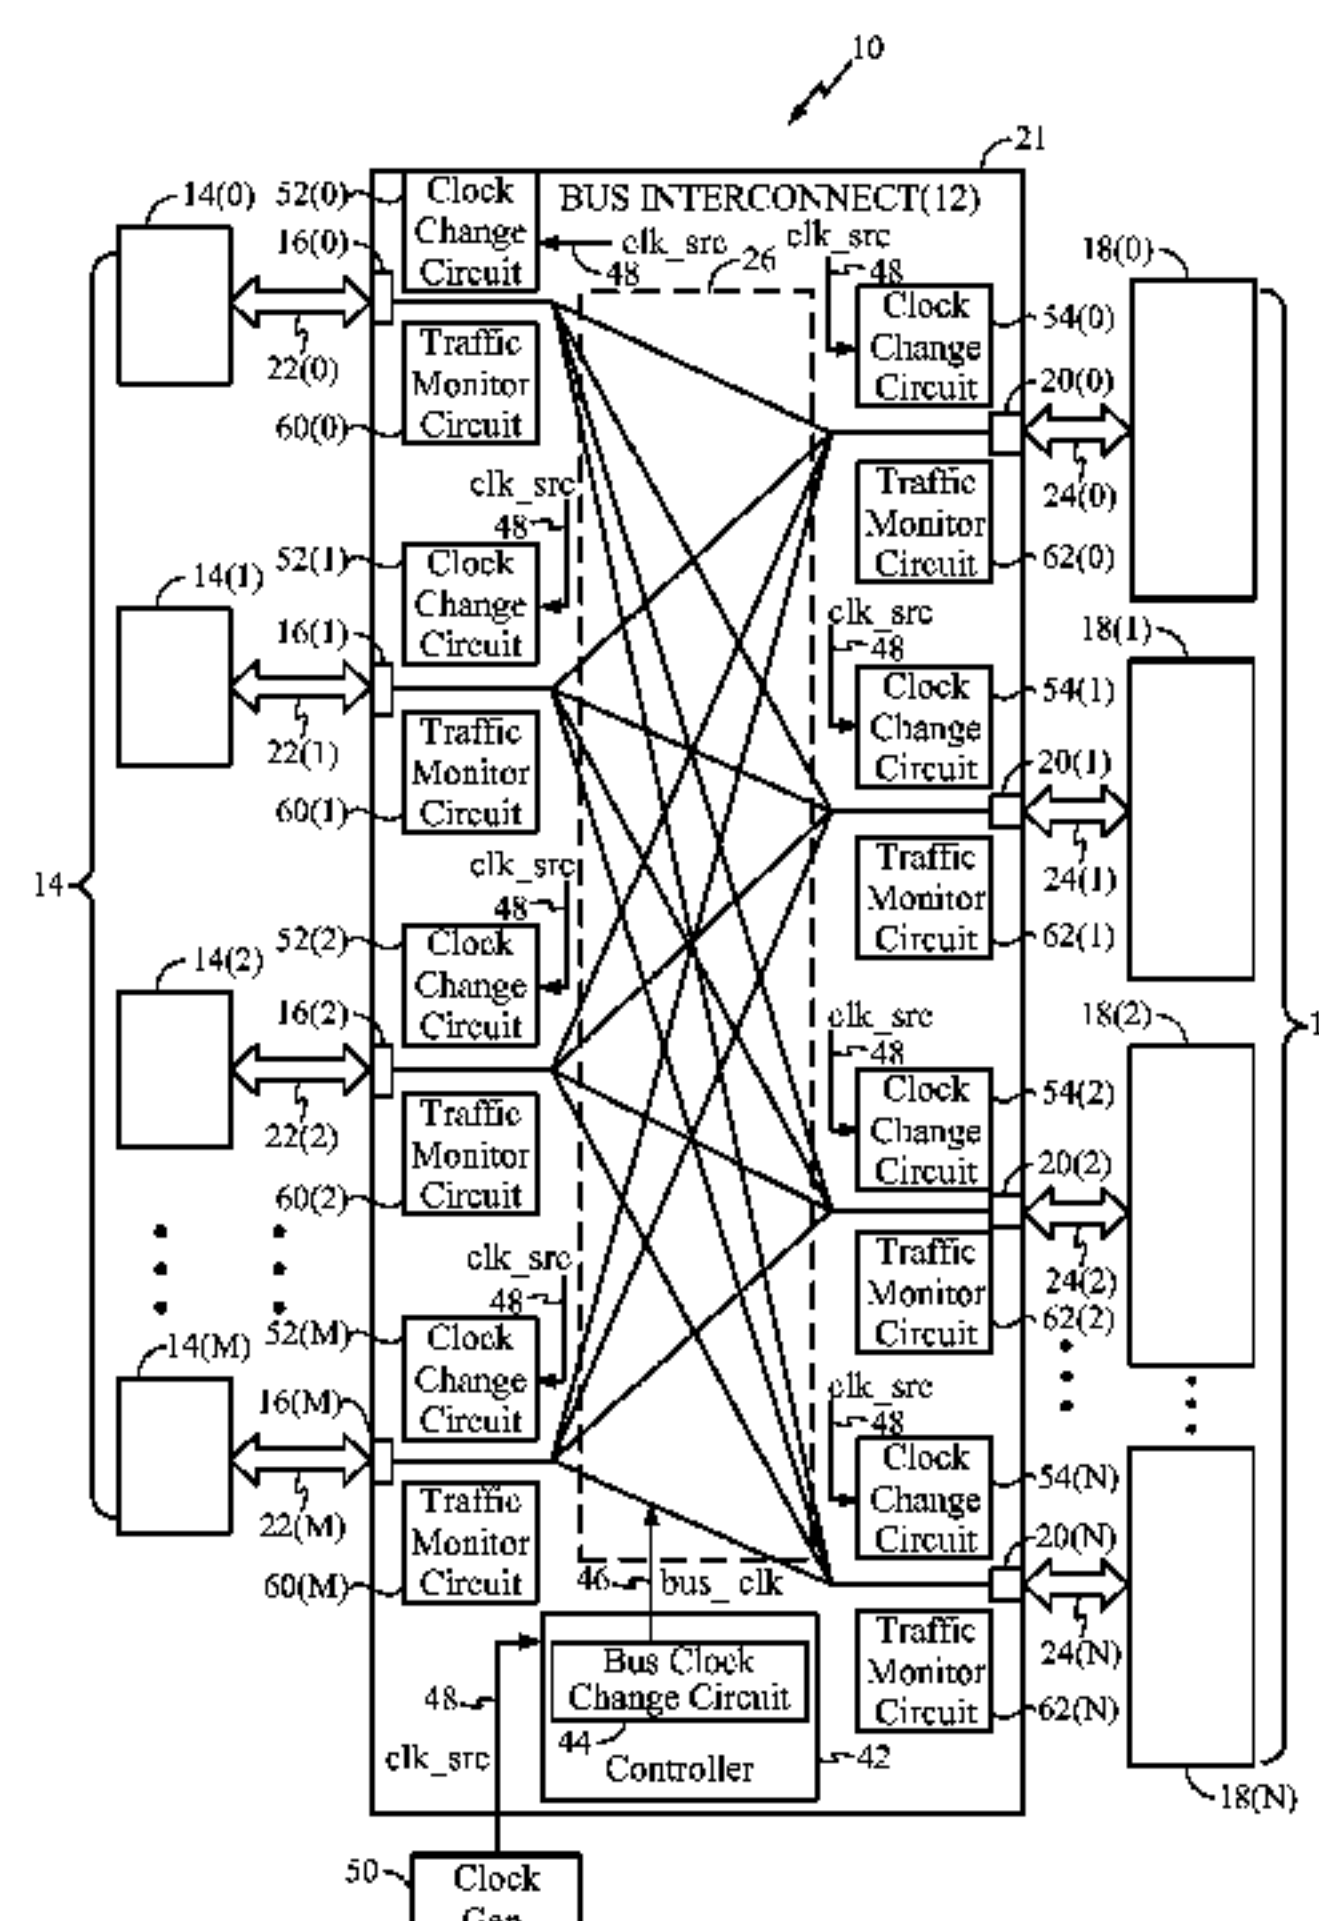 10
21
BUS INTERCONNECT(12)
14(0)
52(0)
Clock
Change
Circuit
clk_src
48
16(0)
22(0)
Traffic
Monitor
Circuit
60(0)
26
clk_src
48
Clock
Change
Circuit
54(0)
18(0)
20(0)
24(0)
Traffic
Monitor
Circuit
62(0)
clk_src
48
14(1)
52(1)
Clock
Change
Circuit
16(1)
22(1)
Traffic
Monitor
Circuit
60(1)
clk_src
48
Clock
Change
Circuit
54(1)
18(1)
20(1)
24(1)
Traffic
Monitor
Circuit
62(1)
14
clk_src
48
14(2)
52(2)
Clock
Change
Circuit
16(2)
22(2)
Traffic
Monitor
Circuit
60(2)
clk_src
48
Clock
Change
Circuit
54(2)
18(2)
1
20(2)
24(2)
Traffic
Monitor
Circuit
62(2)
clk_src
48
14(M)
52(M)
Clock
Change
Circuit
16(M)
22(M)
Traffic
Monitor
Circuit
60(M)
clk_src
48
Clock
Change
Circuit
54(N)
20(N)
24(N)
Traffic
Monitor
Circuit
62(N)
18(N)
46
bus_ clk
Bus Clock
Change Circuit
44
Controller
42
48
clk_src
50
Clock
Gen